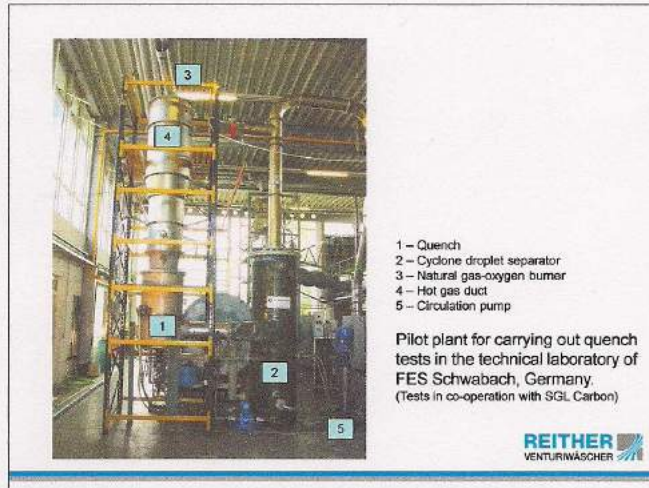 3
4
1
2
5
1 – Quench
2 – Cyclone droplet separator
3 – Natural gas-oxygen burner
4 – Hot gas duct
5 – Circulation pump
Pilot plant for carrying out quench
tests in the technical laboratory of
FES Schwabach, Germany.
(Tests in co-operation with SGL Carbon)
REITHER
VENTURIWÄSCHER